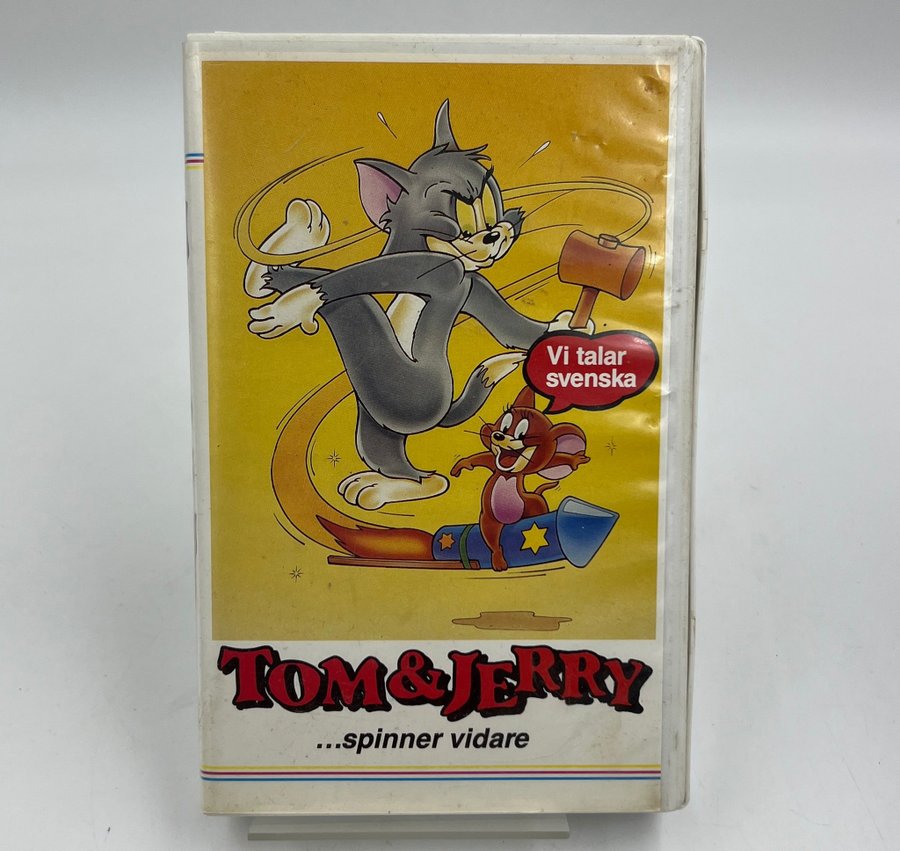 Vi talar
svenska
TOM & JERRY
...spinner vidare